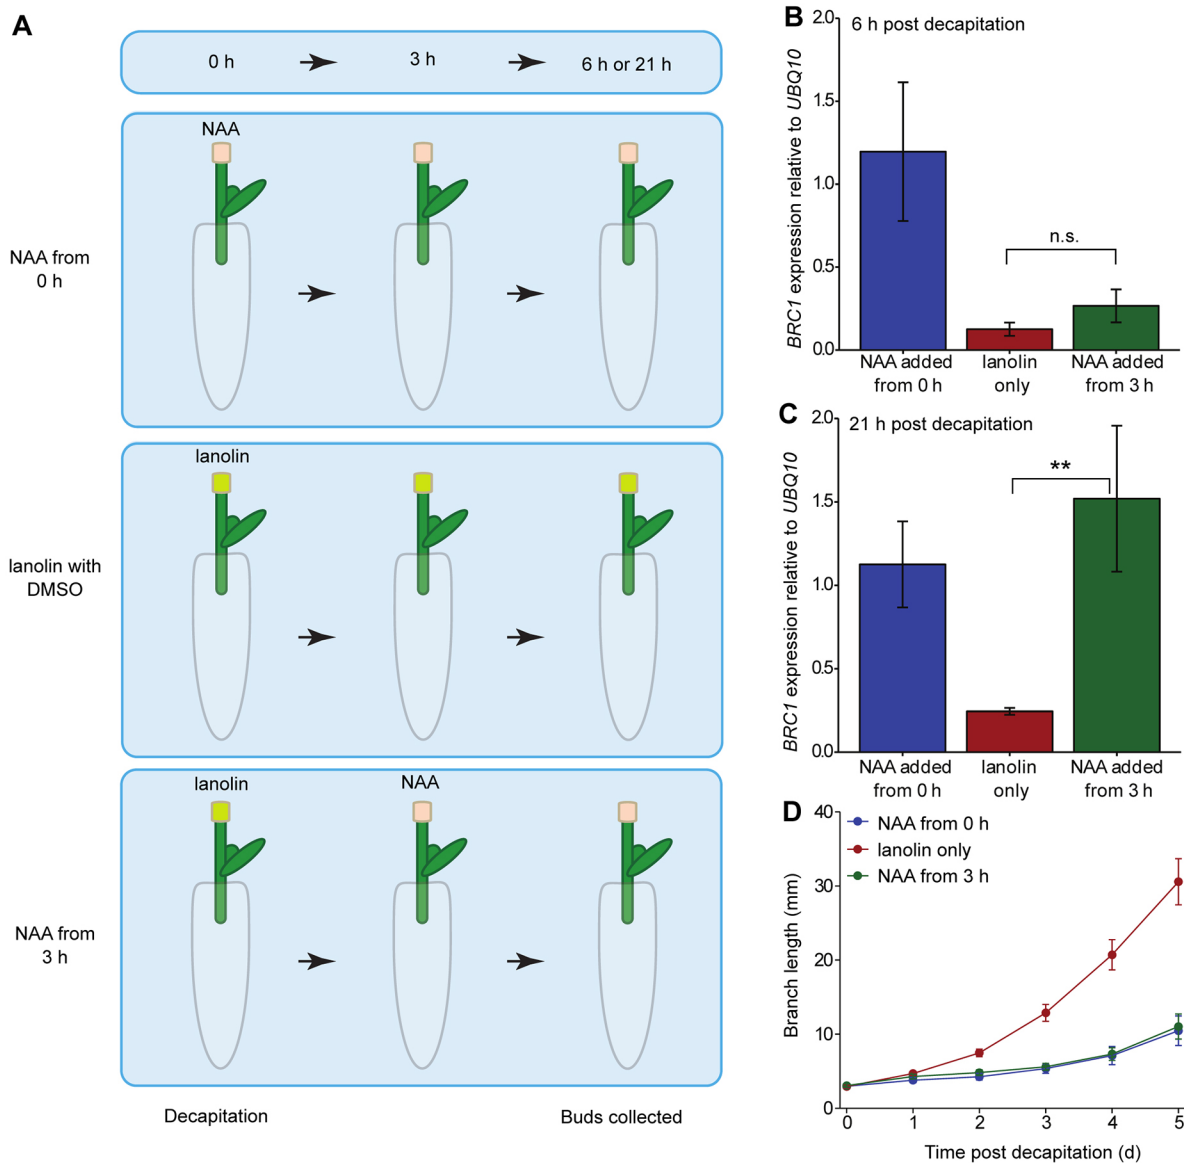 A
0 h
3 h
6 h or 21 h
NAA
NAA from
0 h
lanolin
lanolin with
DMSO
lanolin
NAA
NAA from
3 h
Decapitation
Buds collected
B
6 h post decapitation
BRC1 expression relative to UBQ10
2.0
1.5
1.0
0.5
0.0
n.s.
NAA added
from 0 h
lanolin
only
NAA added
from 3 h
C
21 h post decapitation
BRC1 expression relative to UBQ10
2.0
1.5
1.0
0.5
0.0
**
NAA added
from 0 h
lanolin
only
NAA added
from 3 h
D
NAA from 0 h
lanolin only
NAA from 3 h
Branch length (mm)
40
30
20
10
0
0 1 2 3 4 5
Time post decapitation (d)